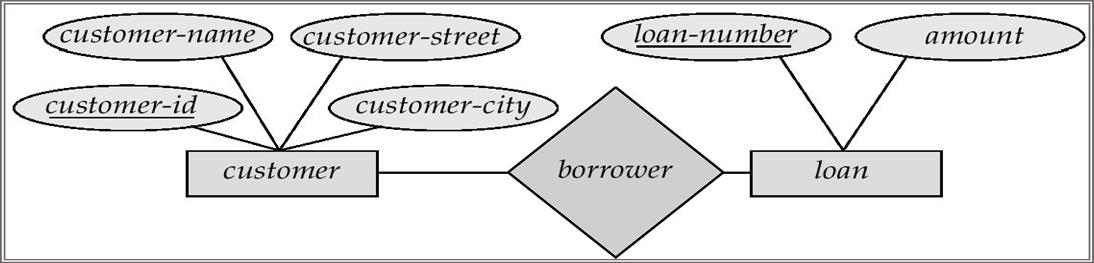 customer-name
customer-street
loan-number
amount
customer-id
customer-city
customer
borrower
loan